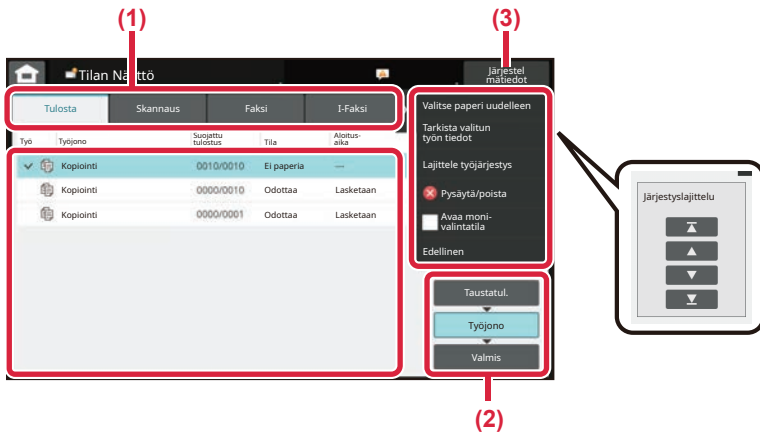 (1)
(3)
Tilan Näyttö
Järjestel
mätiedot
Tulosta
Skannaus
Faksi
I-Faksi
Työ
Työjono
Suojattu
tulostus
Tila
Aloitus-
aika
Kopiointi
0010/0010
Ei paperia
---
Kopiointi
0000/0010
Odottaa
Lasketaan
Kopiointi
0000/0001
Odottaa
Lasketaan
Valitse paperi uudelleen
Tarkista valitun
työn tiedot
Lajittele työjärjestys
Pysäytä/poista
Avaa moni-
valintatila
Edellinen
Järjestyslajittelu
Taustatul.
Työjono
Valmis
(2)